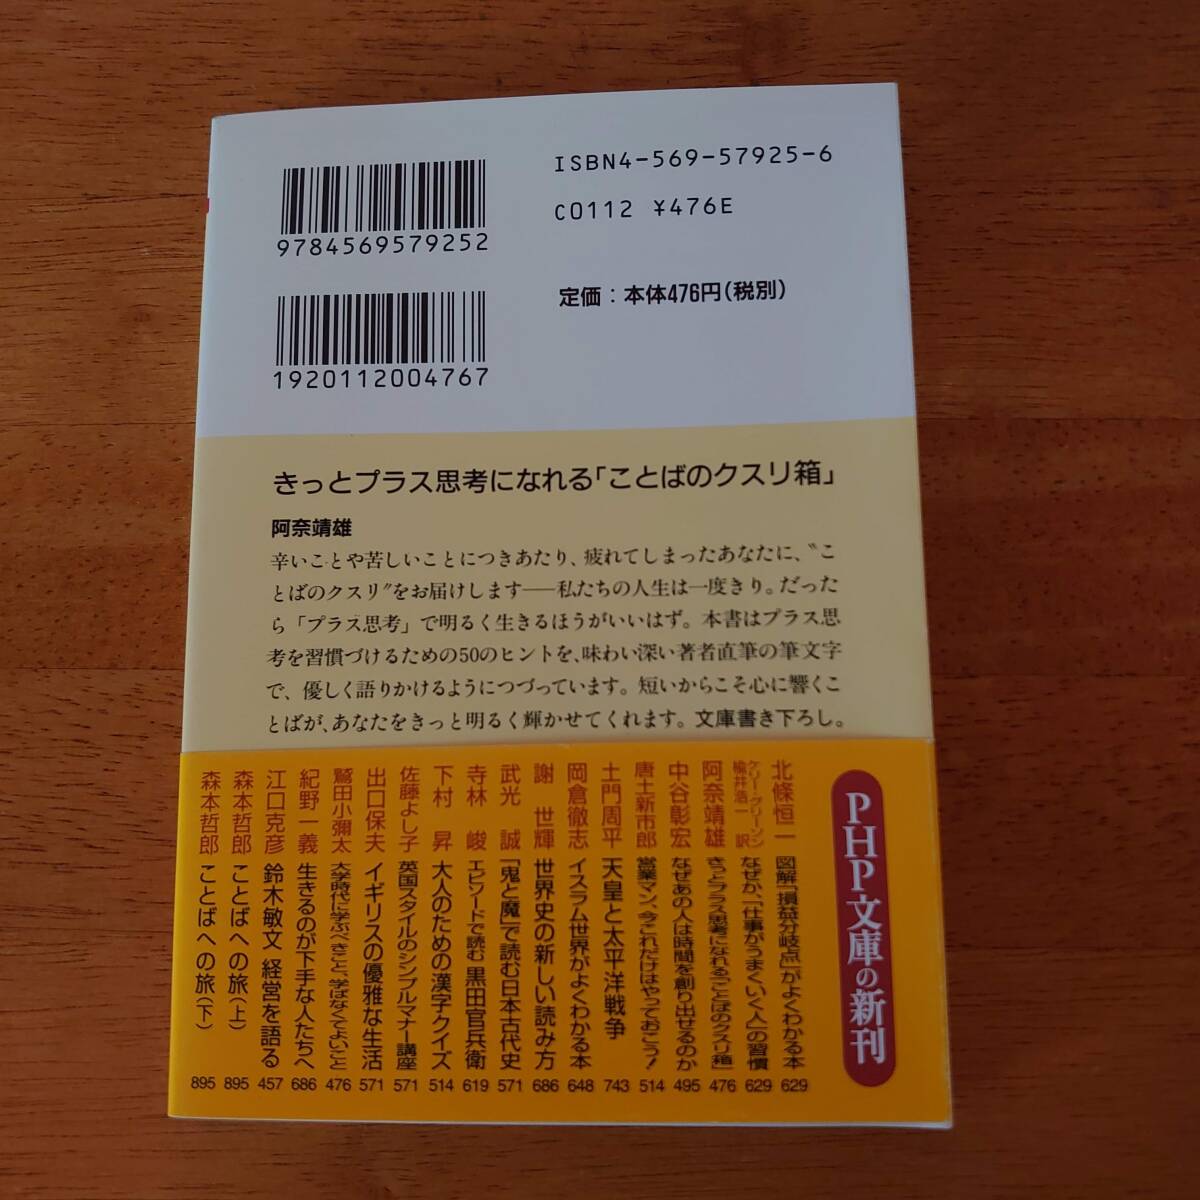 ISBN4-569-57925-6
C0112 ¥476E
定価：本体476円（税別）
9784569579252
1920112004767
きっとプラス思考になれる「ことばのクスリ箱」
阿奈靖雄
辛いことや苦しいことにつきあたり、疲れてしまったあなたに、〝こ
とばのクスリ〟をお届けします――私たちの人生は一度きり。だった
ら「プラス思考」で明るく生きるほうがいいはず。本書はプラス思
考を習慣づけるための50のヒントを、味わい深い著者直筆の筆文字
で、優しく語りかけるようにつづっています。短いからこそ心に響くこ
とばが、あなたをきっと明るく輝かせてくれます。文庫書き下ろし。
PHP文庫の新刊
北條恒一 図解「損益分岐点」がよくわかる本 629
ケリー・グリーソン 楡井浩一 訳 なぜか、「仕事がうまくいく人」の習慣 629
阿奈靖雄 きっとプラス思考になれる「ことばのクスリ箱」 476
中谷彰宏 なぜあの人は時間を創り出せるのか 495
唐土新市郎 営業マン、今これだけはやっておこう！ 514
土門周平 天皇と太平洋戦争 743
岡倉徹志 イスラム世界がよくわかる本 648
謝 世輝 世界史の新しい読み方 686
武光 誠 「鬼と魔」で読む日本古代史 571
寺林 峻 エピソードで読む 黒田官兵衛 619
下村 昇 大人のための漢字クイズ 514
佐藤よし子 英国スタイルのシンプルマナー講座 571
出口保夫 イギリスの優雅な生活 571
鷲田小彌太 大学時代に学ぶべきこと、学ばなくてよいこと 476
紀野一義 生きるのが下手な人たちへ 686
江口克彦 鈴木敏文 経営を語る 457
森本哲郎 ことばへの旅（上） 895
森本哲郎 ことばへの旅（下） 895